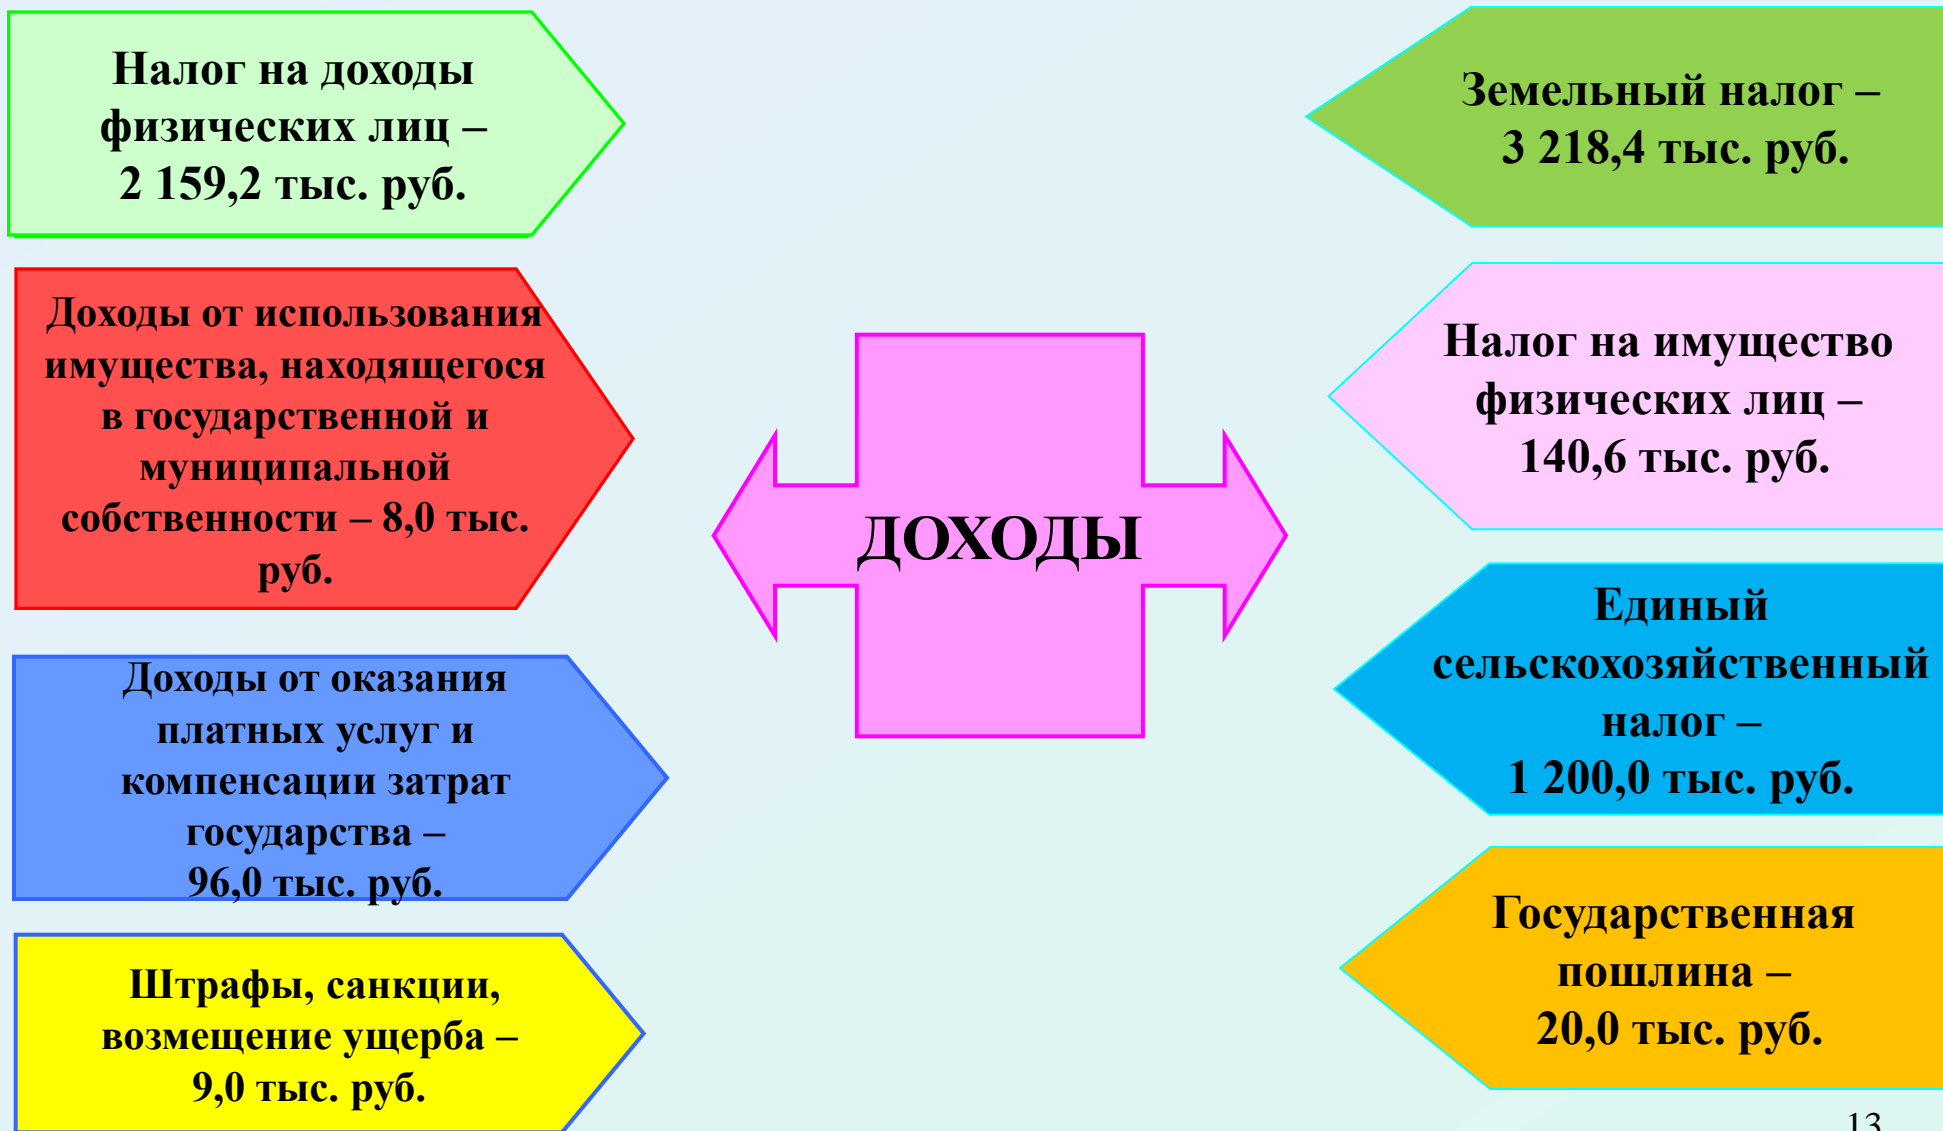 Налог на доходы
физических лиц –
2 159,2 тыс. руб.
Доходы от использования
имущества, находящегося
в государственной и
муниципальной
собственности – 8,0 тыс.
руб.
Доходы от оказания
платных услуг и
компенсации затрат
государства –
96,0 тыс. руб.
Штрафы, санкции,
возмещение ущерба –
9,0 тыс. руб.
ДОХОДЫ
Земельный налог –
3 218,4 тыс. руб.
Налог на имущество
физических лиц –
140,6 тыс. руб.
Единый
сельскохозяйственный
налог –
1 200,0 тыс. руб.
Государственная
пошлина –
20,0 тыс. руб.
13